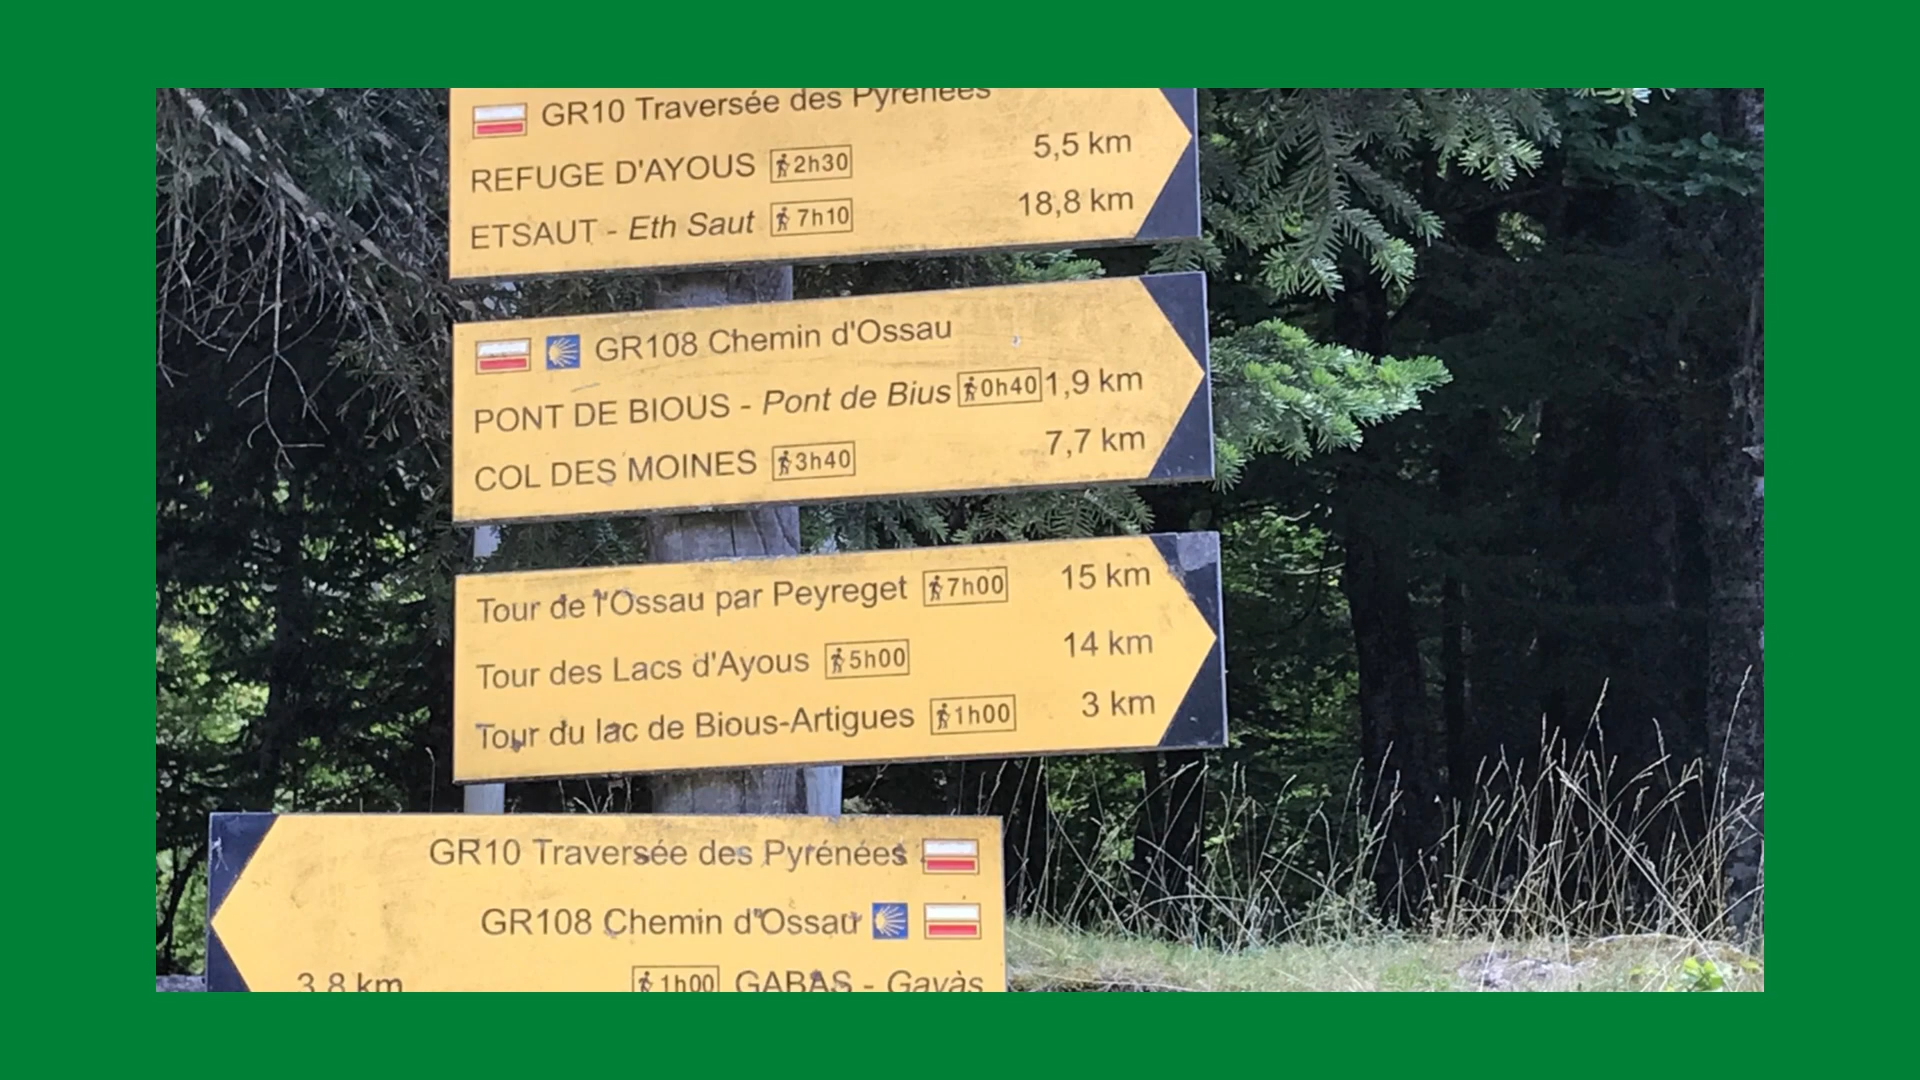 GR10 Traversée des Pyrénées
REFUGE D'AYOUS 2h30 5,5 km
ETSAUT - Eth Saut 7h10 18,8 km
GR108 Chemin d'Ossau
PONT DE BIOUS - Pont de Bius 0h40 1,9 km
COL DES MOINES 3h40 7,7 km
Tour de l'Ossau par Peyreget 7h00 15 km
Tour des Lacs d'Ayous 5h00 14 km
Tour du lac de Bious-Artigues 1h00 3 km
GR10 Traversée des Pyrénées
GR108 Chemin d'Ossau
3,8 km 1h00 GABAS - Gavàs